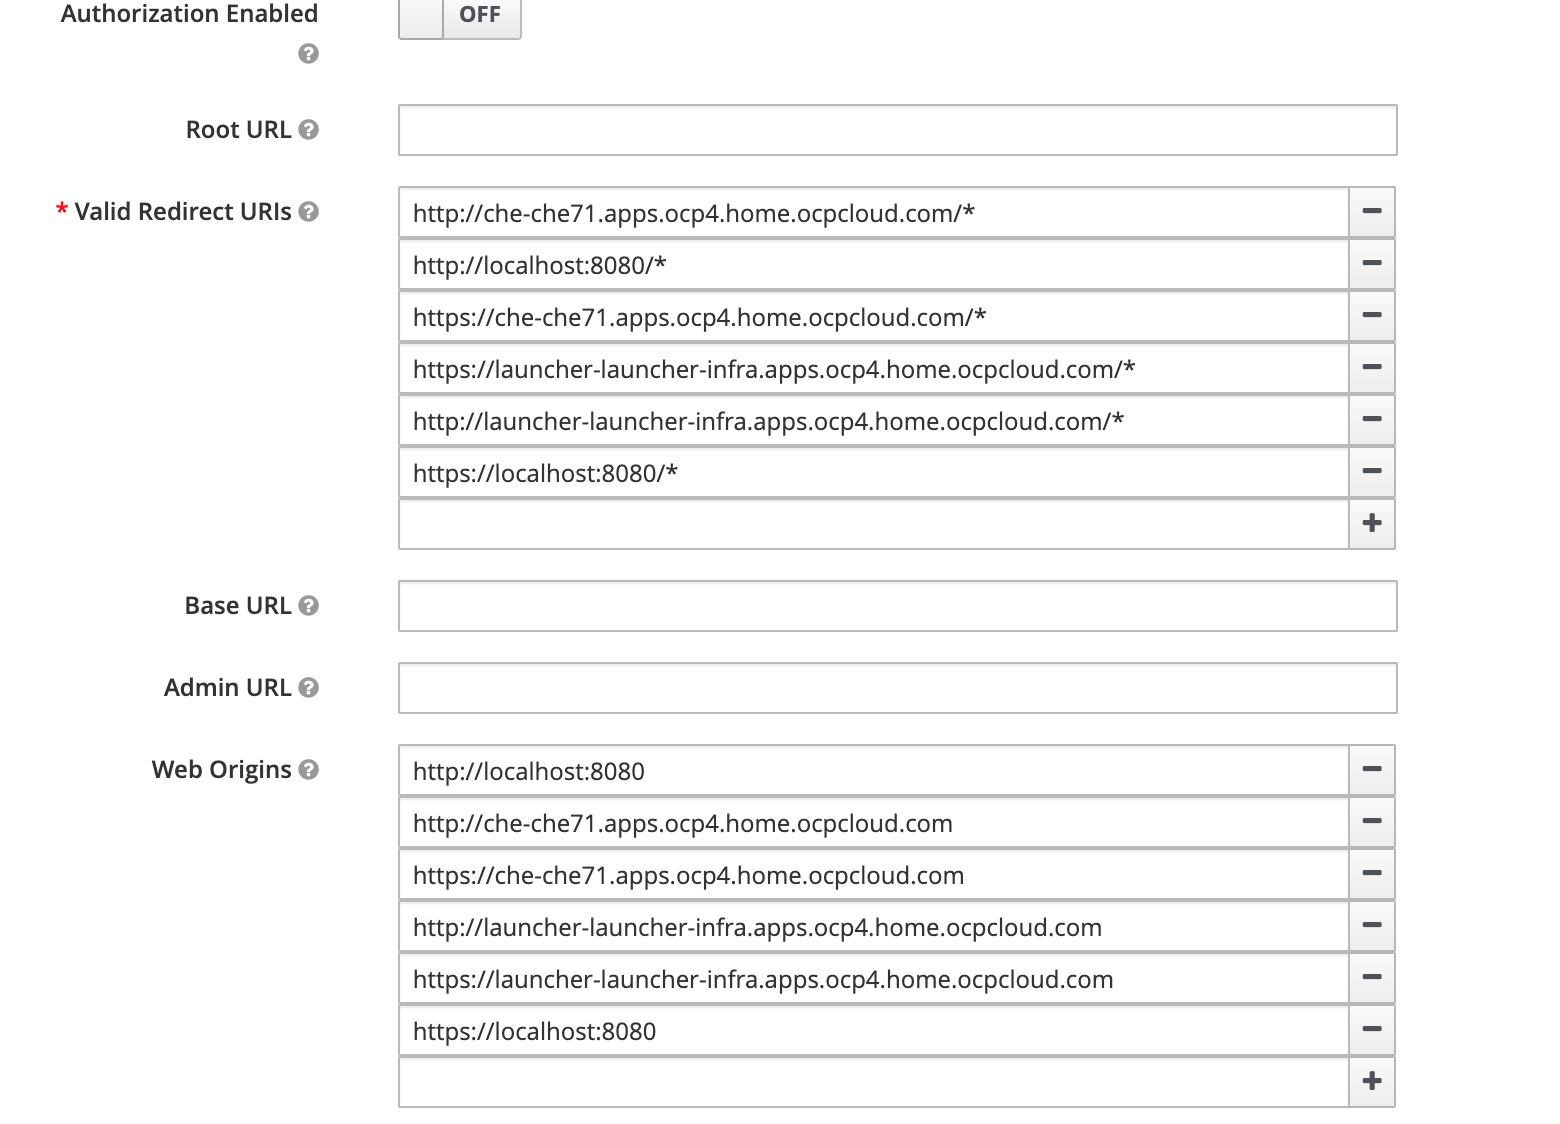 Authorization Enabled
OFF
Root URL
* Valid Redirect URIs
http://che-che71.apps.ocp4.home.ocpcloud.com/*
http://localhost:8080/*
https://che-che71.apps.ocp4.home.ocpcloud.com/*
https://launcher-launcher-infra.apps.ocp4.home.ocpcloud.com/*
http://launcher-launcher-infra.apps.ocp4.home.ocpcloud.com/*
https://localhost:8080/*
Base URL
Admin URL
Web Origins
http://localhost:8080
http://che-che71.apps.ocp4.home.ocpcloud.com
https://che-che71.apps.ocp4.home.ocpcloud.com
http://launcher-launcher-infra.apps.ocp4.home.ocpcloud.com
https://launcher-launcher-infra.apps.ocp4.home.ocpcloud.com
https://localhost:8080